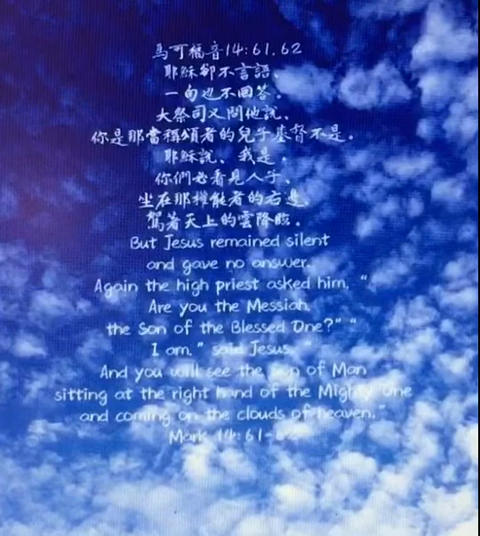 馬可福音14:61.62
耶穌卻不言語、
一句也不回答。
大祭司又問他說、
你是那當稱頌者的兒子基督不是。
耶穌說、我是。
你們必看見人子、
坐在那權能者的右邊、
駕著天上的雲降臨。
But Jesus remained silent
and gave no answer.
Again the high priest asked him, "
Are you the Messiah,
the Son of the Blessed One?" "
I am," said Jesus. "
And you will see the Son of Man
sitting at the right hand of the Mighty One
and coming on the clouds of heaven."
Mark 14:61-62